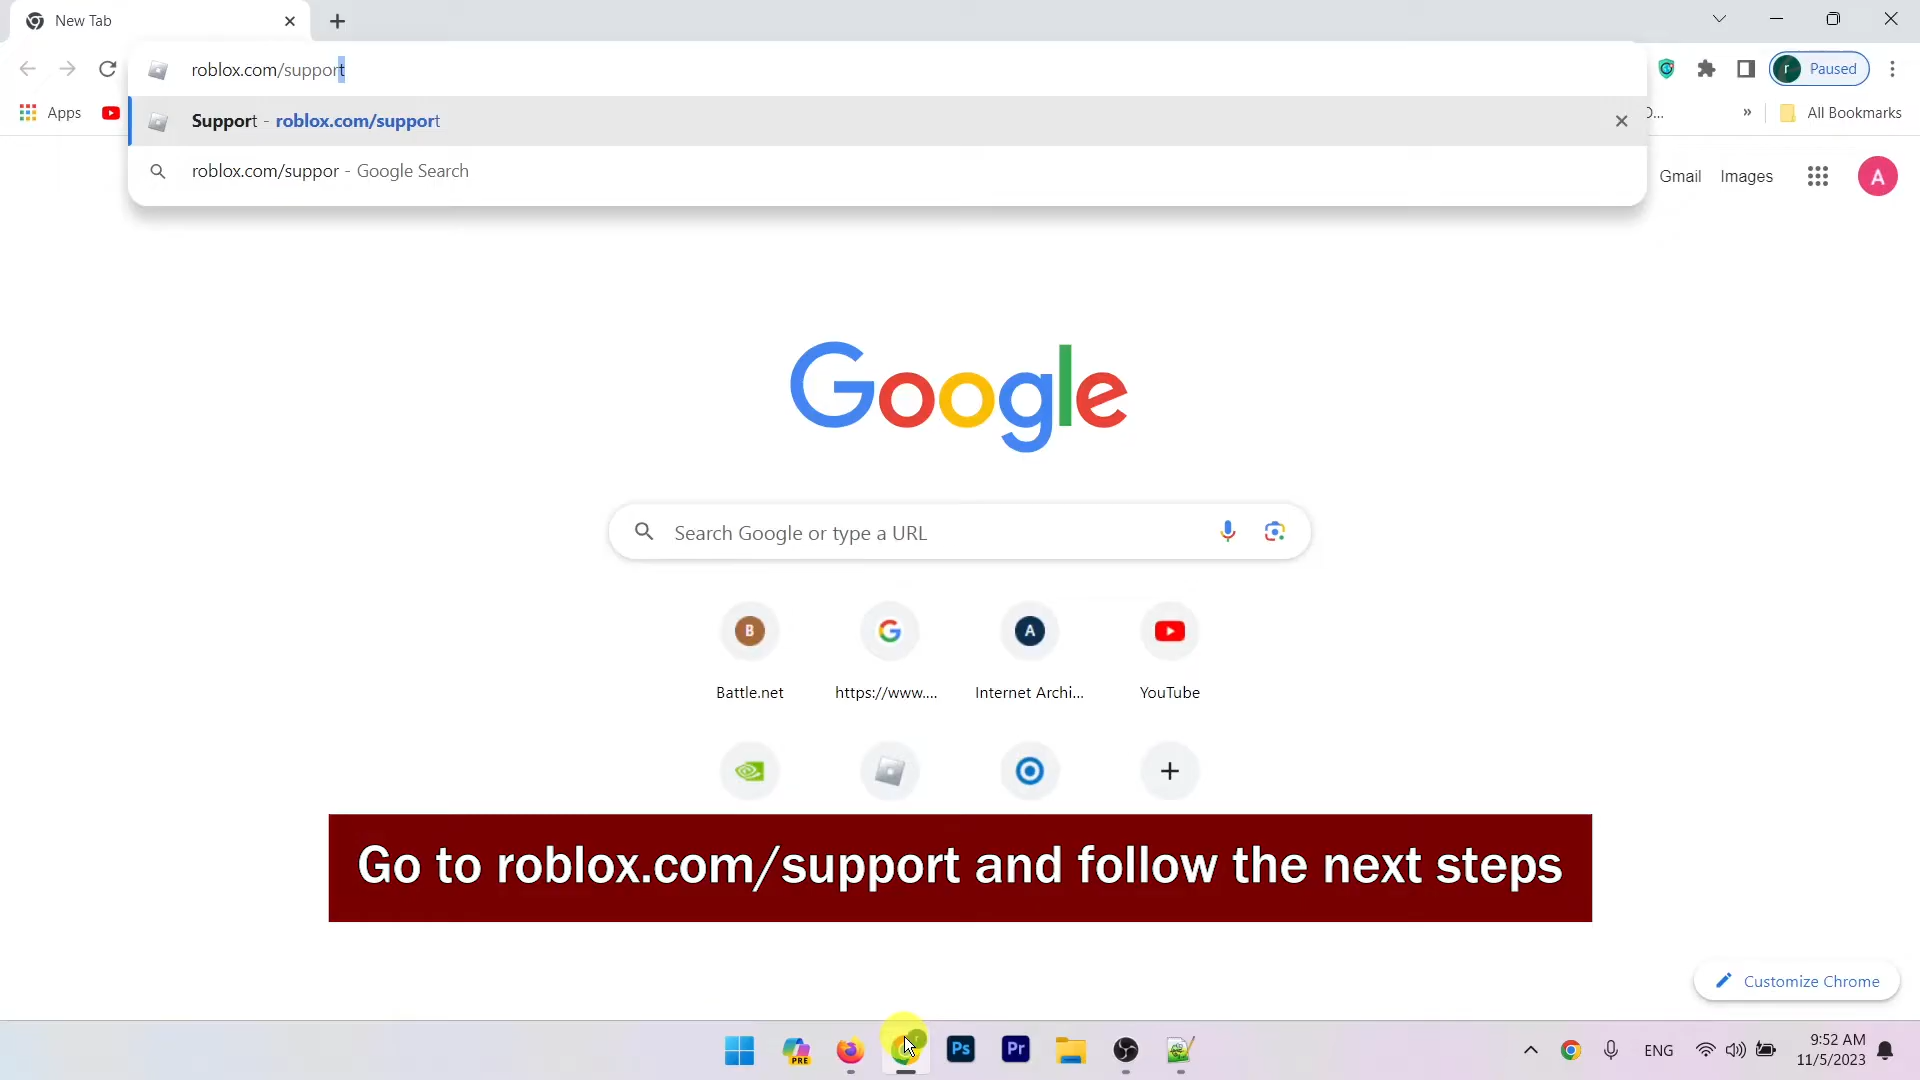 New Tab
roblox.com/support
Paused
Apps
Support - roblox.com/support
D...
»
All Bookmarks
roblox.com/suppor - Google Search
Gmail
Images
A
Google
Search Google or type a URL
B
A
Battle.net
https://www....
Internet Archi...
YouTube
Go to roblox.com/support and follow the next steps
Customize Chrome
PRE
Ps
Pr
ENG
9:52 AM
11/5/2023